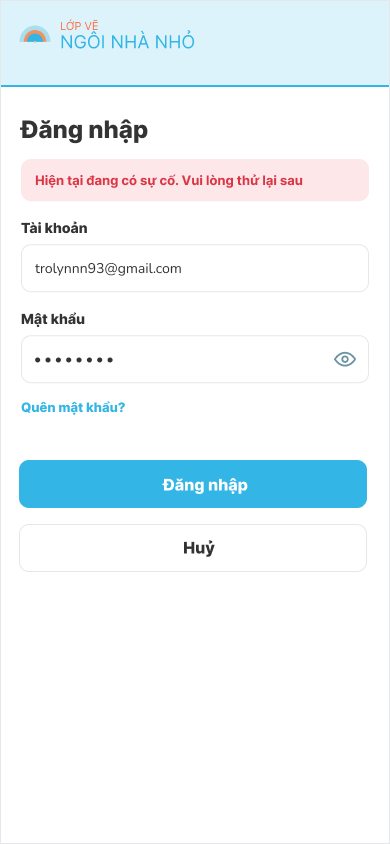 LỚP VẼ
NGÔI NHÀ NHỎ
Đăng nhập
Hiện tại đang có sự cố. Vui lòng thử lại sau
Tài khoản
trolynnn93@gmail.com
Mật khẩu
••••••••
Quên mật khẩu?
Đăng nhập
Huỷ